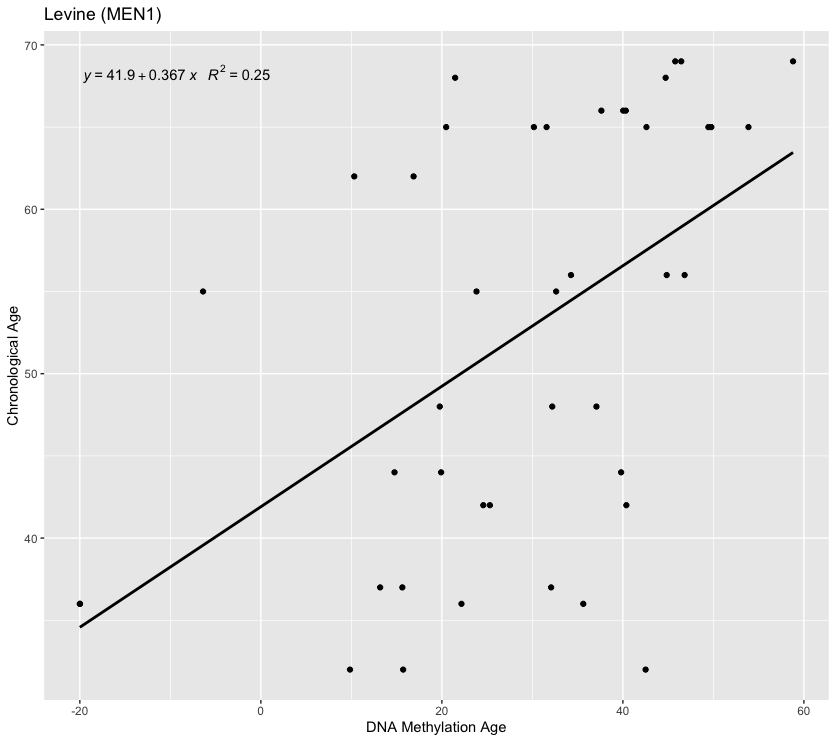 Levine (MEN1)
y = 41.9 + 0.367 x R² = 0.25
70
60
50
40
Chronological Age
-20 0 20 40 60
DNA Methylation Age